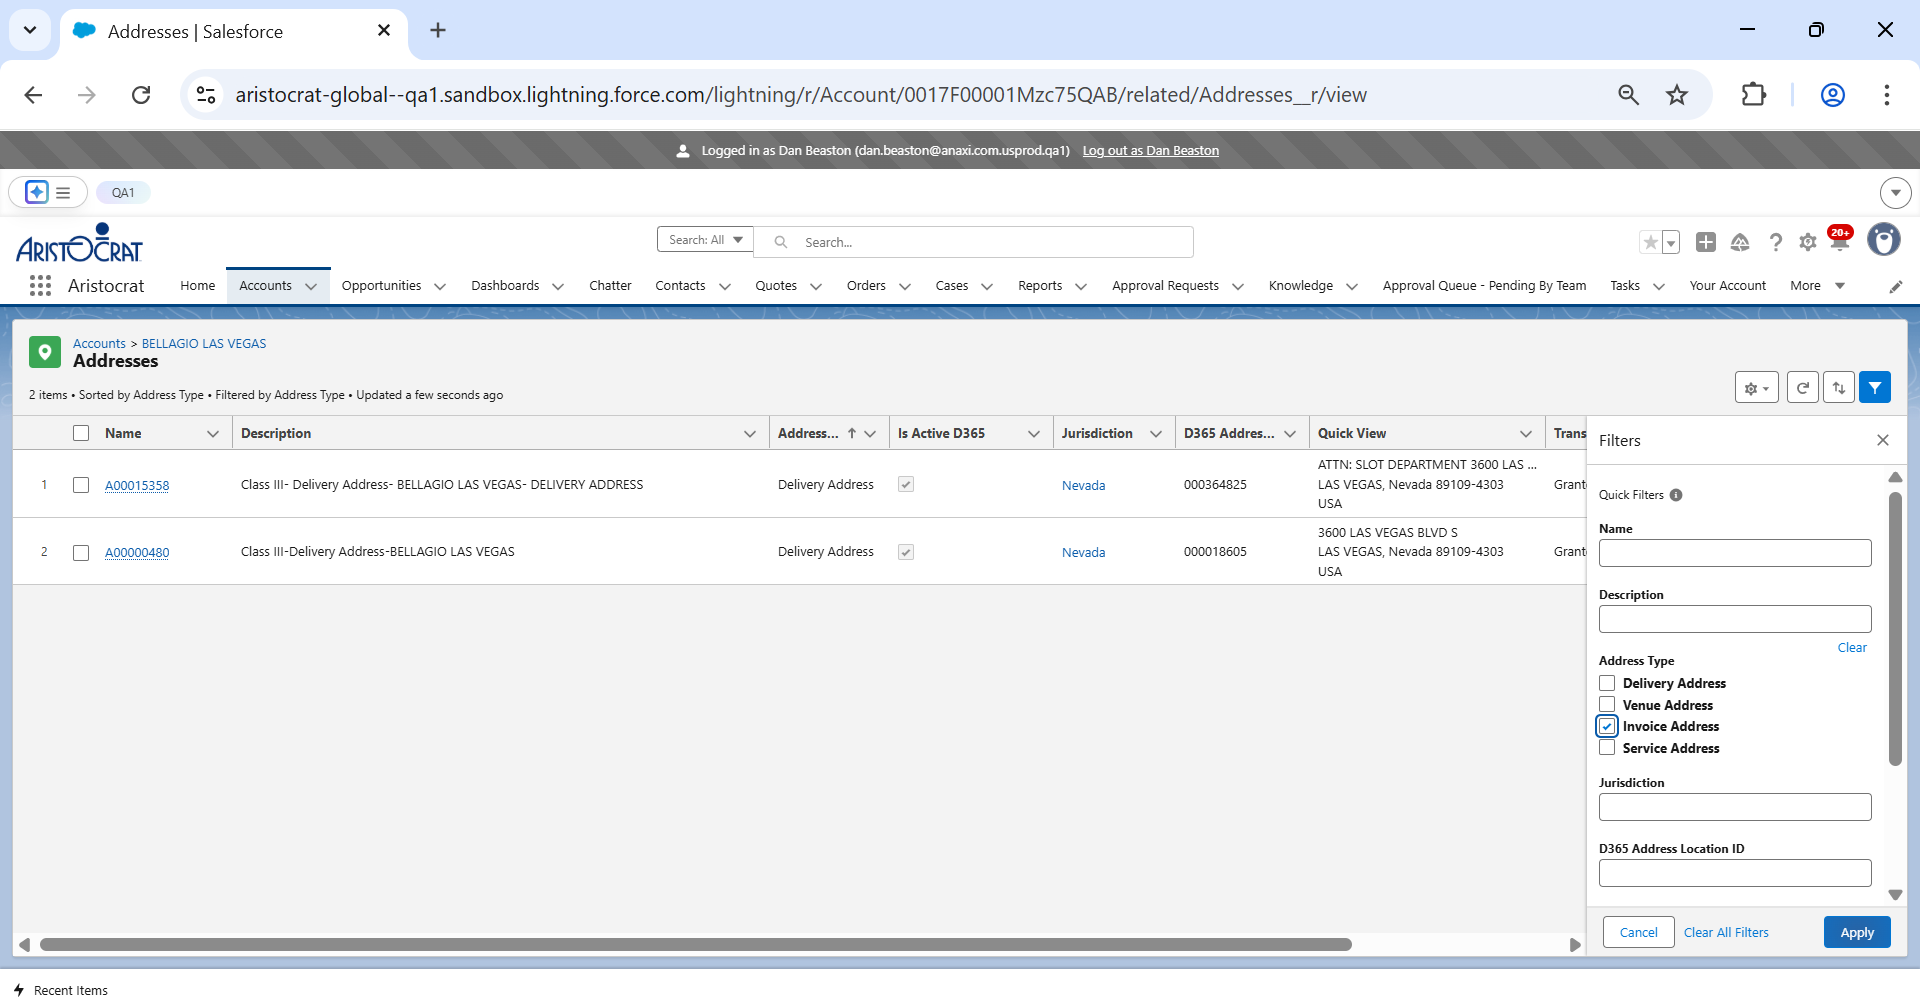 Addresses | Salesforce
aristocrat-global--qa1.sandbox.lightning.force.com/lightning/r/Account/0017F00001Mzc75QAB/related/Addresses__r/view
Logged in as Dan Beaston (dan.beaston@anaxi.com.usprod.qa1) Log out as Dan Beaston
QA1
ARISTOCRAT
Search: All Search...
20+
Aristocrat Home Accounts Opportunities Dashboards Chatter Contacts Quotes Orders Cases Reports Approval Requests Knowledge Approval Queue - Pending By Team Tasks Your Account More
Accounts > BELLAGIO LAS VEGAS
Addresses
2 items • Sorted by Address Type • Filtered by Address Type • Updated a few seconds ago
Name Description Address... Is Active D365 Jurisdiction D365 Addres... Quick View Trans
1 A00015358 Class III- Delivery Address- BELLAGIO LAS VEGAS- DELIVERY ADDRESS Delivery Address Nevada 000364825 ATTN: SLOT DEPARTMENT 3600 LAS ...
LAS VEGAS, Nevada 89109-4303
USA
Grant
2 A00000480 Class III-Delivery Address-BELLAGIO LAS VEGAS Delivery Address Nevada 000018605 3600 LAS VEGAS BLVD S
LAS VEGAS, Nevada 89109-4303
USA
Grant
Filters
Quick Filters
Name
Description
Clear
Address Type
Delivery Address
Venue Address
Invoice Address
Service Address
Jurisdiction
D365 Address Location ID
Cancel Clear All Filters Apply
Recent Items